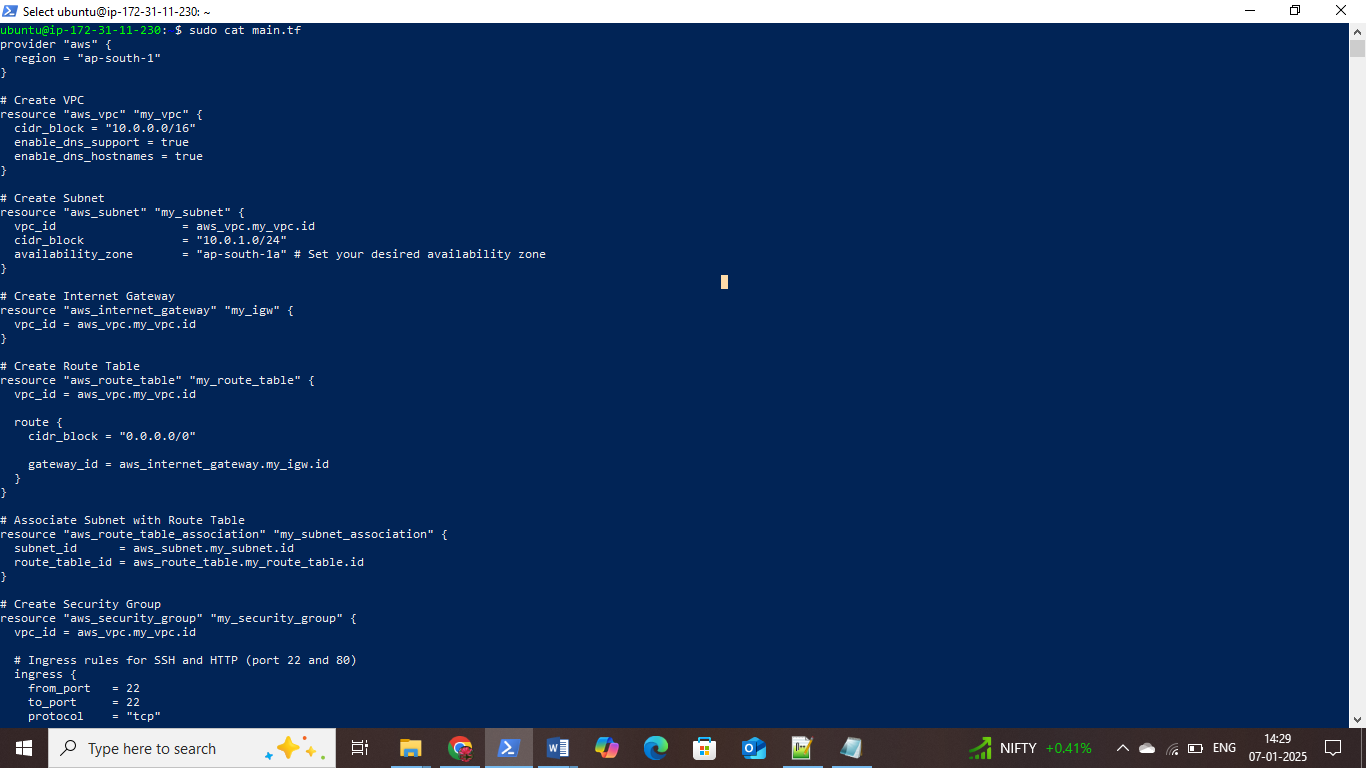 Select ubuntu@ip-172-31-11-230: ~
ubuntu@ip-172-31-11-230: $ sudo cat main.tf
provider "aws" {
  region = "ap-south-1"
}

# Create VPC
resource "aws_vpc" "my_vpc" {
  cidr_block = "10.0.0.0/16"
  enable_dns_support = true
  enable_dns_hostnames = true
}

# Create Subnet
resource "aws_subnet" "my_subnet" {
  vpc_id                  = aws_vpc.my_vpc.id
  cidr_block              = "10.0.1.0/24"
  availability_zone       = "ap-south-1a" # Set your desired availability zone
}

# Create Internet Gateway
resource "aws_internet_gateway" "my_igw" {
  vpc_id = aws_vpc.my_vpc.id
}

# Create Route Table
resource "aws_route_table" "my_route_table" {
  vpc_id = aws_vpc.my_vpc.id

  route {
    cidr_block = "0.0.0.0/0"

    gateway_id = aws_internet_gateway.my_igw.id
  }
}

# Associate Subnet with Route Table
resource "aws_route_table_association" "my_subnet_association" {
  subnet_id      = aws_subnet.my_subnet.id
  route_table_id = aws_route_table.my_route_table.id
}

# Create Security Group
resource "aws_security_group" "my_security_group" {
  vpc_id = aws_vpc.my_vpc.id

  # Ingress rules for SSH and HTTP (port 22 and 80)
  ingress {
    from_port   = 22
    to_port     = 22
    protocol    = "tcp"
Type here to search
NIFTY +0.41%
ENG
14:29
07-01-2025